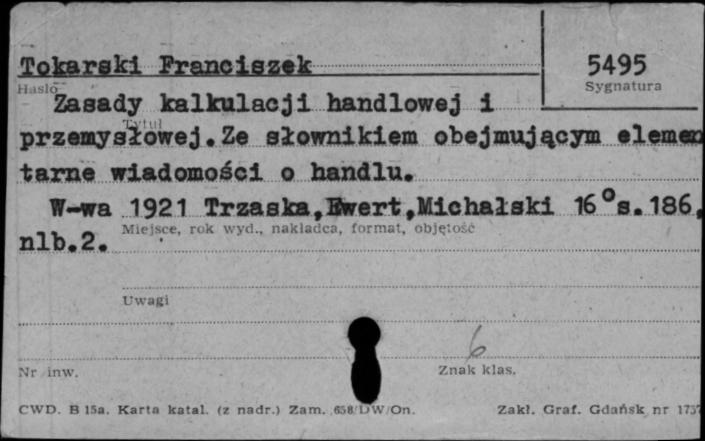 Tokarski Franciszek
5495
Hasło
Sygnatura
Zasady kalkulacji handlowej i
Tytuł
przemysłowej.Ze słownikiem obejmującym elemen
tarne wiadomości o handlu.
W-wa 1921 Trzaska,Ewert,Michalski 16°s.186,
Miejsce, rok wyd., nakładca, format, objętość
nlb.2.
Uwagi
6
Nr inw.
Znak klas.
CWD. B 15a. Karta katal. (z nadr.) Zam. 658/DW/On.
Zakł. Graf. Gdańsk nr